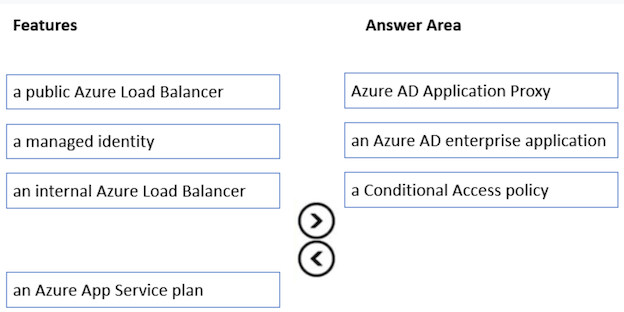 Features
Answer Area
a public Azure Load Balancer
Azure AD Application Proxy
a managed identity
an Azure AD enterprise application
an internal Azure Load Balancer
a Conditional Access policy
an Azure App Service plan